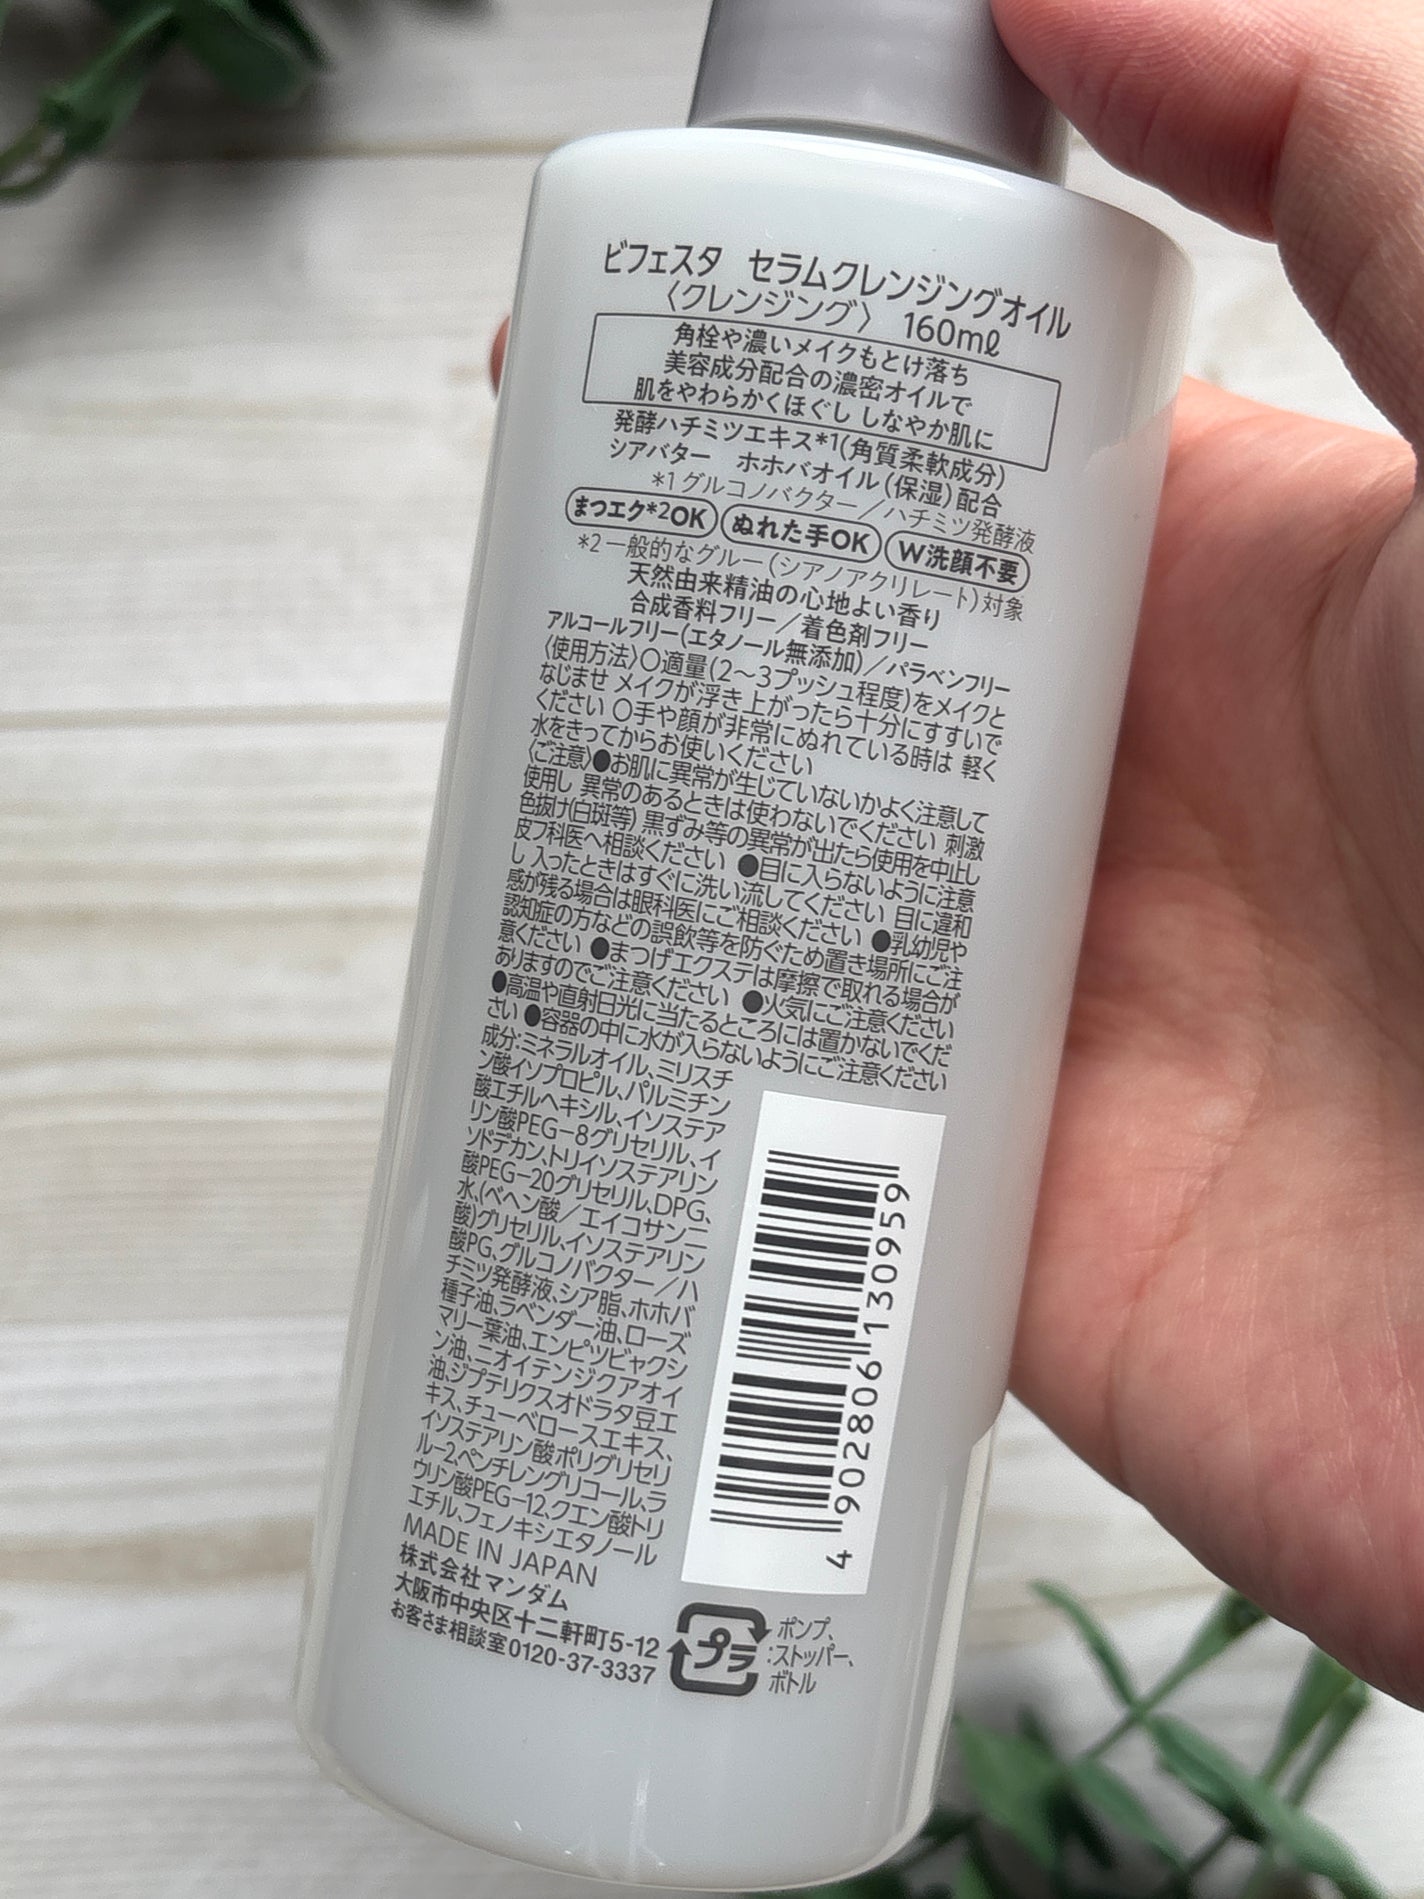 ビフェスタ　セラムクレンジングオイル
〈クレンジング〉　160mℓ
角栓や濃いメイクもとけ落ち
美容成分配合の濃密オイルで
肌をやわらかくほぐし しなやか肌に
発酵ハチミツエキス*1(角質柔軟成分)
シアバター　ホホバオイル(保湿)配合
*1 グルコノバクター／ハチミツ発酵液
まつエク*2OK ぬれた手OK W洗顔不要
*2 一般的なグルー(シアノアクリレート)対象
天然由来精油の心地よい香り
合成香料フリー／着色剤フリー
アルコールフリー(エタノール無添加)／パラベンフリー
〈使用方法〉〇適量(2〜3プッシュ程度)をメイクと
なじませ メイクが浮き上がったら十分にすすいで
ください 〇手や顔が非常にぬれている時は 軽く
水をきってからお使いください
〈ご注意〉●お肌に異常が生じていないかよく注意して
使用し 異常のあるときは使わないでください 刺激
色抜け(白斑等) 黒ずみ等の異常が出たら使用を中止し
皮フ科医へ相談ください ●目に入らないように注意
し 入ったときはすぐに洗い流してください 目に違和
感が残る場合は眼科医にご相談ください ●乳幼児や
認知症の方などの誤飲等を防ぐため置き場所にご注
意ください ●まつげエクステは摩擦で取れる場合が
ありますのでご注意ください ●火気にご注意ください
●高温や直射日光に当たるところには置かないでくだ
さい ●容器の中に水が入らないようにご注意ください
成分:ミネラルオイル、ミリスチ
ン酸イソプロピル、パルミチン
酸エチルヘキシル、イソステア
リン酸PEG−8グリセリル、イ
ソドデカン、トリイソステアリン
酸PEG−20グリセリル、DPG、
水、(ベヘン酸／エイコサン二
酸)グリセリル、イソステアリン
酸PG、グルコノバクター／ハ
チミツ発酵液、シア脂、ホホバ
種子油、ラベンダー油、ローズ
マリー葉油、エンピツビャクシ
ン油、ニオイテンジクアオイ
油、ジプテリクスオドラタ豆エ
キス、チューベロースエキス、
イソステアリン酸ポリグリセリ
ル−2、ペンチレングリコール、ラ
ウリン酸PEG−12、クエン酸トリ
エチル、フェノキシエタノール
MADE IN JAPAN
株式会社マンダム
大阪市中央区十二軒町5-12
お客さま相談室0120-37-3337
4 902806 130959
プラ
ポンプ、
:ストッパー、
ボトル